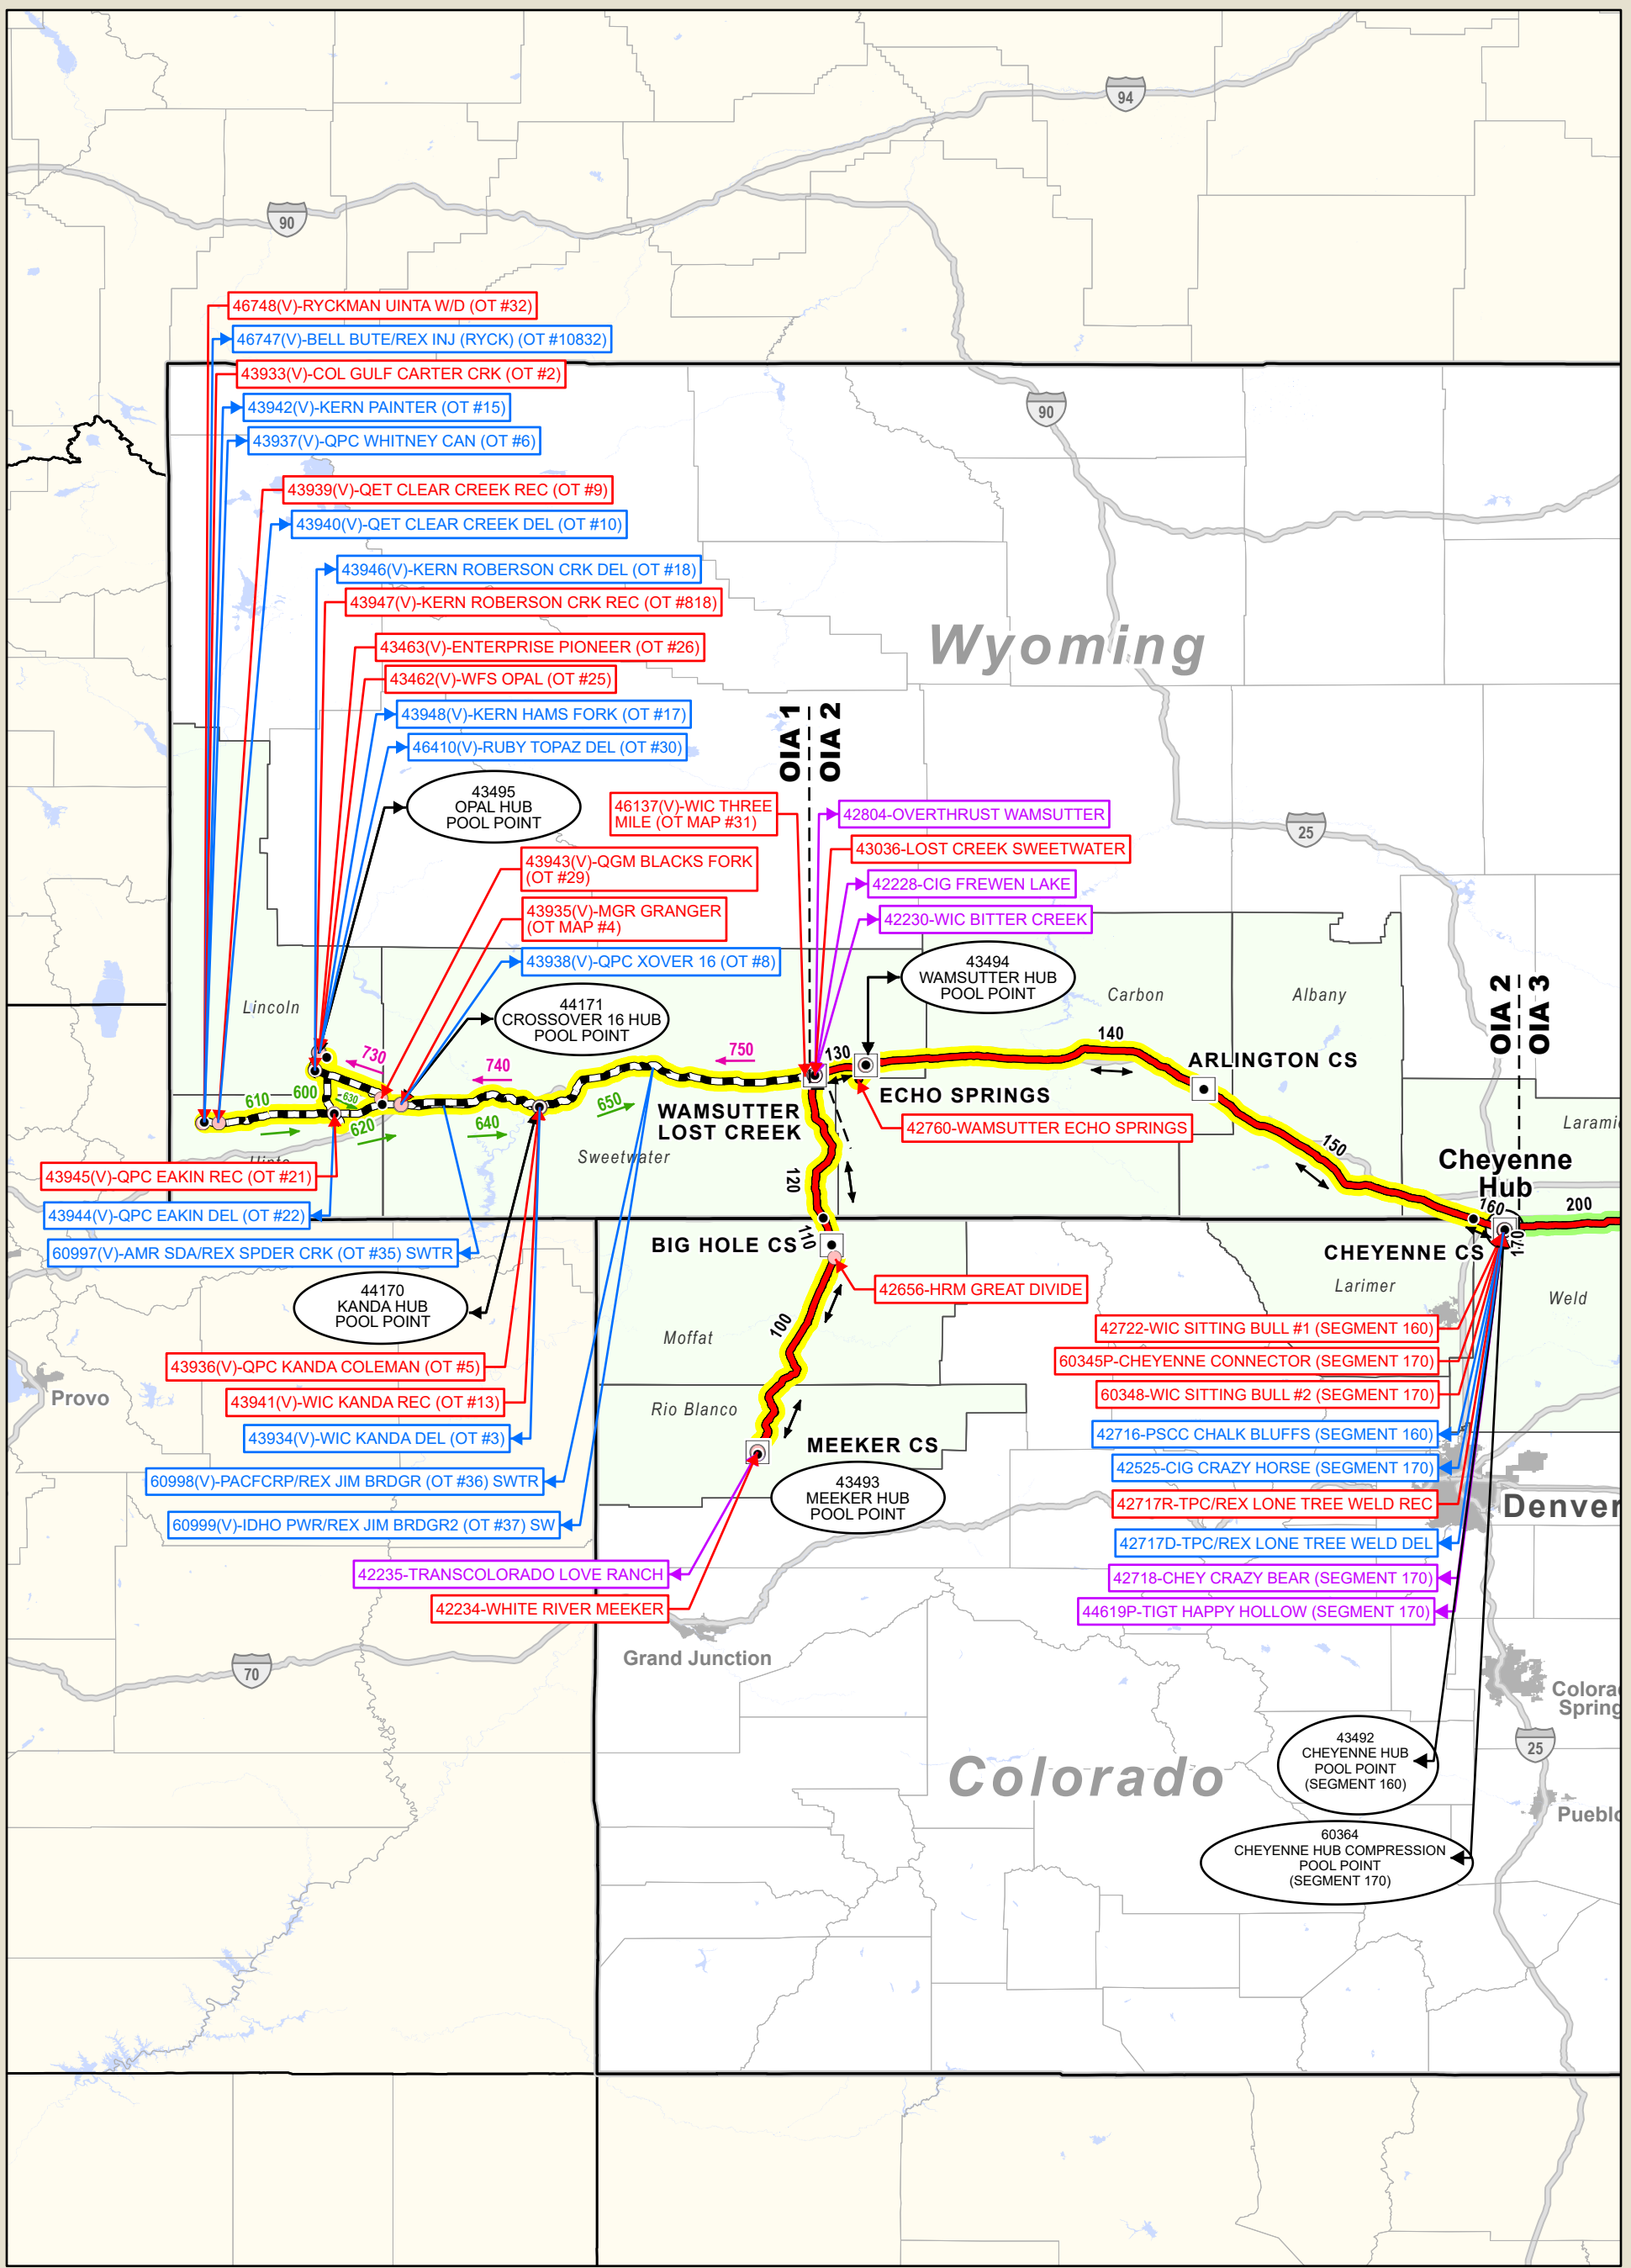 94
90
46748(V)-RYCKMAN UINTA W/D (OT #32)
46747(V)-BELL BUTE/REX INJ (RYCK) (OT #10832)
43933(V)-COL GULF CARTER CRK (OT #2)
43942(V)-KERN PAINTER (OT #15)
90
43937(V)-QPC WHITNEY CAN (OT #6)
43939(V)-QET CLEAR CREEK REC (OT #9)
43940(V)-QET CLEAR CREEK DEL (OT #10)
43946(V)-KERN ROBERSON CRK DEL (OT #18)
43947(V)-KERN ROBERSON CRK REC (OT #818)
Wyoming
43463(V)-ENTERPRISE PIONEER (OT #26)
43462(V)-WFS OPAL (OT #25)
43948(V)-KERN HAMS FORK (OT #17)
46410(V)-RUBY TOPAZ DEL (OT #30)
OIA 1
OIA 2
43495
OPAL HUB
POOL POINT
46137(V)-WIC THREE
MILE (OT MAP #31)
42804-OVERTHRUST WAMSUTTER
25
43036-LOST CREEK SWEETWATER
43943(V)-QGM BLACKS FORK
(OT #29)
42228-CIG FREWEN LAKE
43935(V)-MGR GRANGER
(OT MAP #4)
42230-WIC BITTER CREEK
43938(V)-QPC XOVER 16 (OT #8)
43494
WAMSUTTER HUB
POOL POINT
Lincoln
Carbon
Albany
OIA 2
OIA 3
44171
CROSSOVER 16 HUB
POOL POINT
730
740
750
130
140
ARLINGTON CS
610
600
630
620
640
650
ECHO SPRINGS
WAMSUTTER
LOST CREEK
42760-WAMSUTTER ECHO SPRINGS
Laramie
150
Uinta
Sweetwater
Cheyenne
Hub
43945(V)-QPC EAKIN REC (OT #21)
120
160
200
43944(V)-QPC EAKIN DEL (OT #22)
110
170
BIG HOLE CS
CHEYENNE CS
60997(V)-AMR SDA/REX SPDER CRK (OT #35) SWTR
42656-HRM GREAT DIVIDE
Larimer
Weld
44170
KANDA HUB
POOL POINT
100
Moffat
42722-WIC SITTING BULL #1 (SEGMENT 160)
43936(V)-QPC KANDA COLEMAN (OT #5)
60345P-CHEYENNE CONNECTOR (SEGMENT 170)
Provo
43941(V)-WIC KANDA REC (OT #13)
60348-WIC SITTING BULL #2 (SEGMENT 170)
Rio Blanco
43934(V)-WIC KANDA DEL (OT #3)
42716-PSCC CHALK BLUFFS (SEGMENT 160)
MEEKER CS
42525-CIG CRAZY HORSE (SEGMENT 170)
60998(V)-PACFCRP/REX JIM BRDGR (OT #36) SWTR
43493
MEEKER HUB
POOL POINT
42717R-TPC/REX LONE TREE WELD REC
Denver
60999(V)-IDHO PWR/REX JIM BRDGR2 (OT #37) SW
42717D-TPC/REX LONE TREE WELD DEL
42235-TRANSCOLORADO LOVE RANCH
42718-CHEY CRAZY BEAR (SEGMENT 170)
42234-WHITE RIVER MEEKER
44619P-TIGT HAPPY HOLLOW (SEGMENT 170)
Grand Junction
70
Colora
Spring
25
43492
CHEYENNE HUB
POOL POINT
(SEGMENT 160)
Colorado
Pueblo
60364
CHEYENNE HUB COMPRESSION
POOL POINT
(SEGMENT 170)